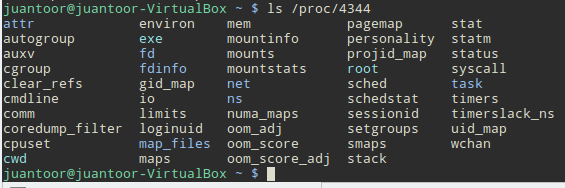 juantoor@juantoor-VirtualBox ~ $ ls /proc/4344
attr environ mem pagemap stat
autogroup exe mountinfo personality statm
auxv fd mounts projid_map status
cgroup fdinfo mountstats root syscall
clear_refs gid_map net sched task
cmdline io ns schedstat timers
comm limits numa_maps sessionid timerslack_ns
coredump_filter loginuid oom_adj setgroups uid_map
cpuset map_files oom_score smaps wchan
cwd maps oom_score_adj stack
juantoor@juantoor-VirtualBox ~ $